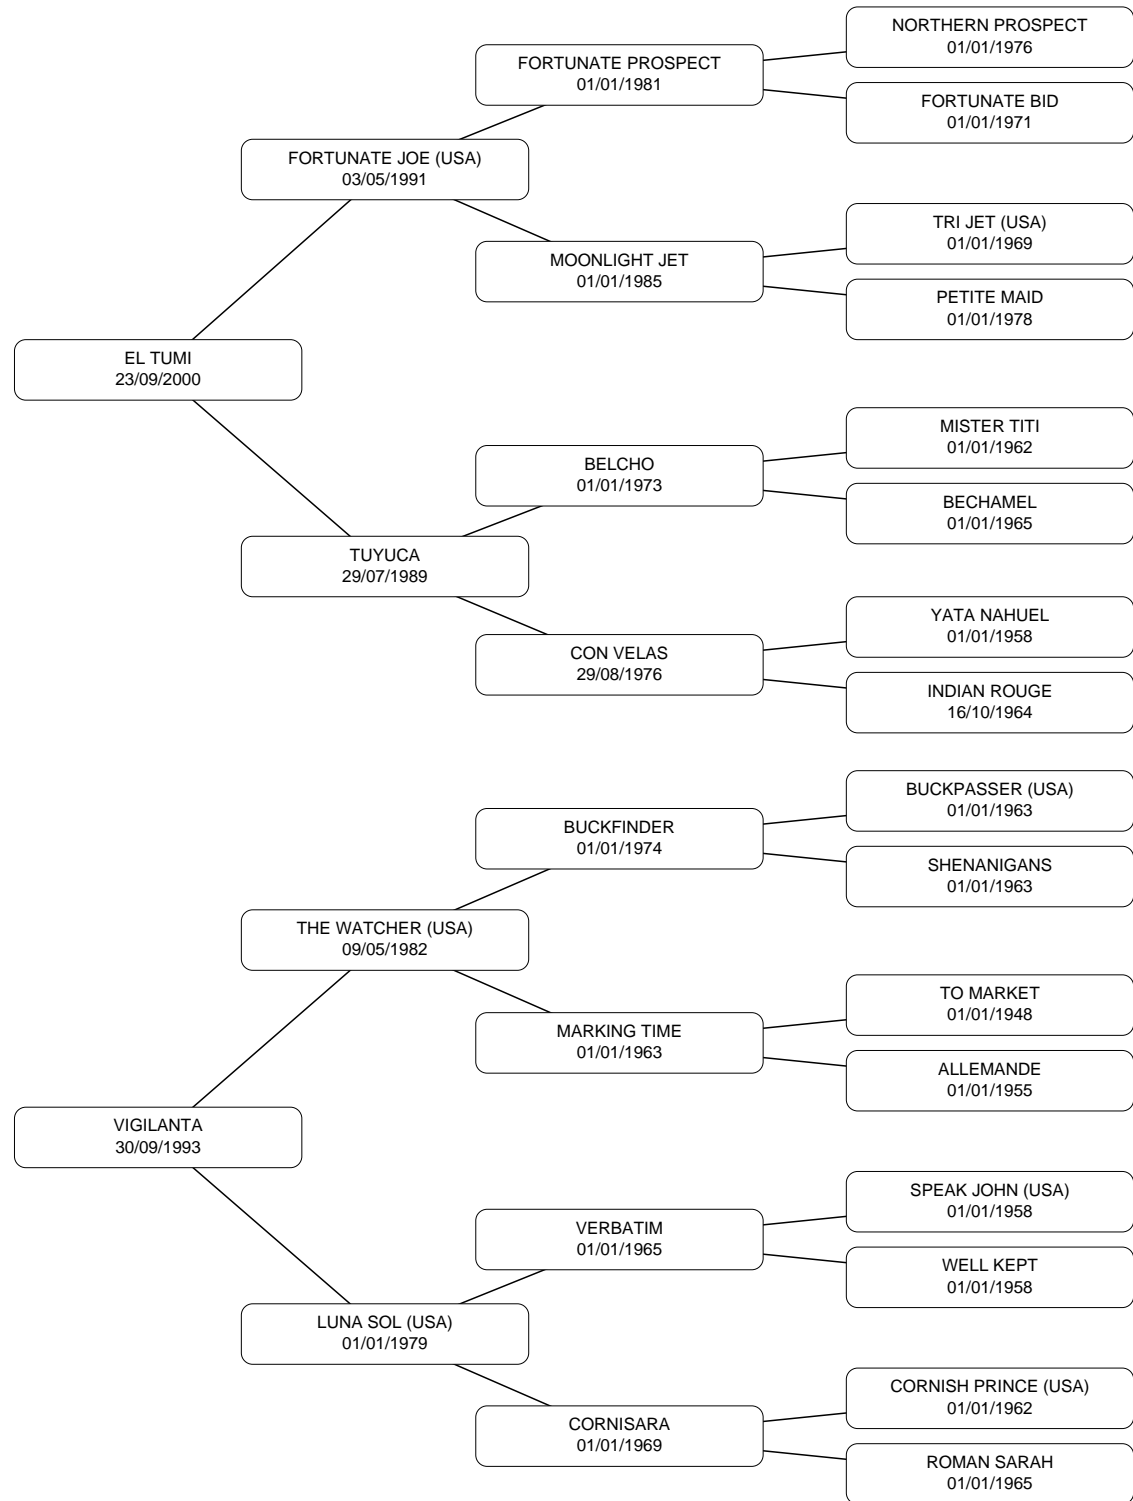 NORTHERN PROSPECT
01/01/1976
FORTUNATE PROSPECT
01/01/1981
FORTUNATE BID
01/01/1971
FORTUNATE JOE (USA)
03/05/1991
TRI JET (USA)
01/01/1969
MOONLIGHT JET
01/01/1985
PETITE MAID
01/01/1978
EL TUMI
23/09/2000
MISTER TITI
01/01/1962
BELCHO
01/01/1973
BECHAMEL
01/01/1965
TUYUCA
29/07/1989
YATA NAHUEL
01/01/1958
CON VELAS
29/08/1976
INDIAN ROUGE
16/10/1964
BUCKPASSER (USA)
01/01/1963
BUCKFINDER
01/01/1974
SHENANIGANS
01/01/1963
THE WATCHER (USA)
09/05/1982
TO MARKET
01/01/1948
MARKING TIME
01/01/1963
ALLEMANDE
01/01/1955
VIGILANTA
30/09/1993
SPEAK JOHN (USA)
01/01/1958
VERBATIM
01/01/1965
WELL KEPT
01/01/1958
LUNA SOL (USA)
01/01/1979
CORNISH PRINCE (USA)
01/01/1962
CORNISARA
01/01/1969
ROMAN SARAH
01/01/1965